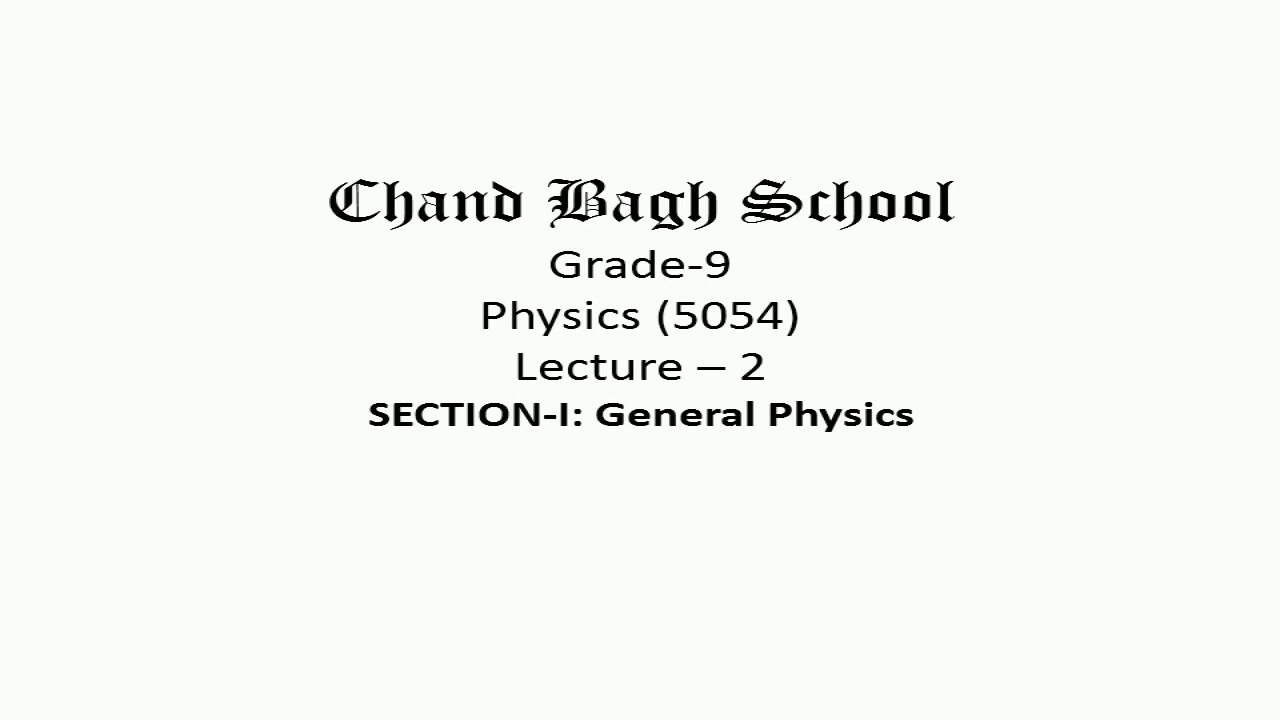 Chand Bagh School
Grade-9
Physics (5054)
Lecture – 2
SECTION-I: General Physics